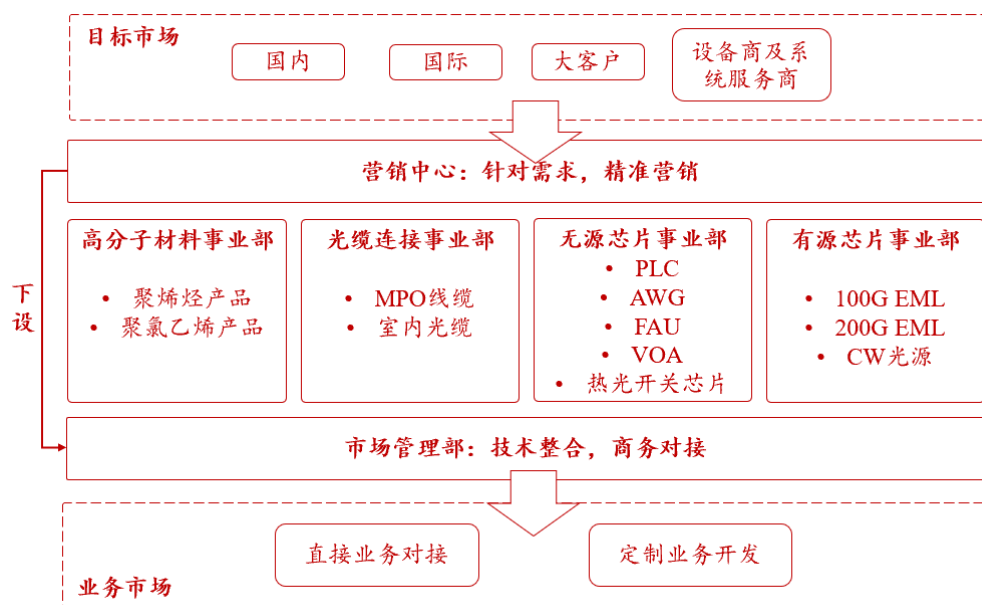 目标市场
国内
国际
大客户
设备商及系
统服务商
营销中心：针对需求，精准营销
下
设
高分子材料事业部
• 聚烯烃产品
• 聚氯乙烯产品
光缆连接事业部
• MPO线缆
• 室内光缆
无源芯片事业部
• PLC
• AWG
• FAU
• VOA
• 热光开关芯片
有源芯片事业部
• 100G EML
• 200G EML
• CW光源
市场管理部：技术整合，商务对接
直接业务对接
定制业务开发
业务市场